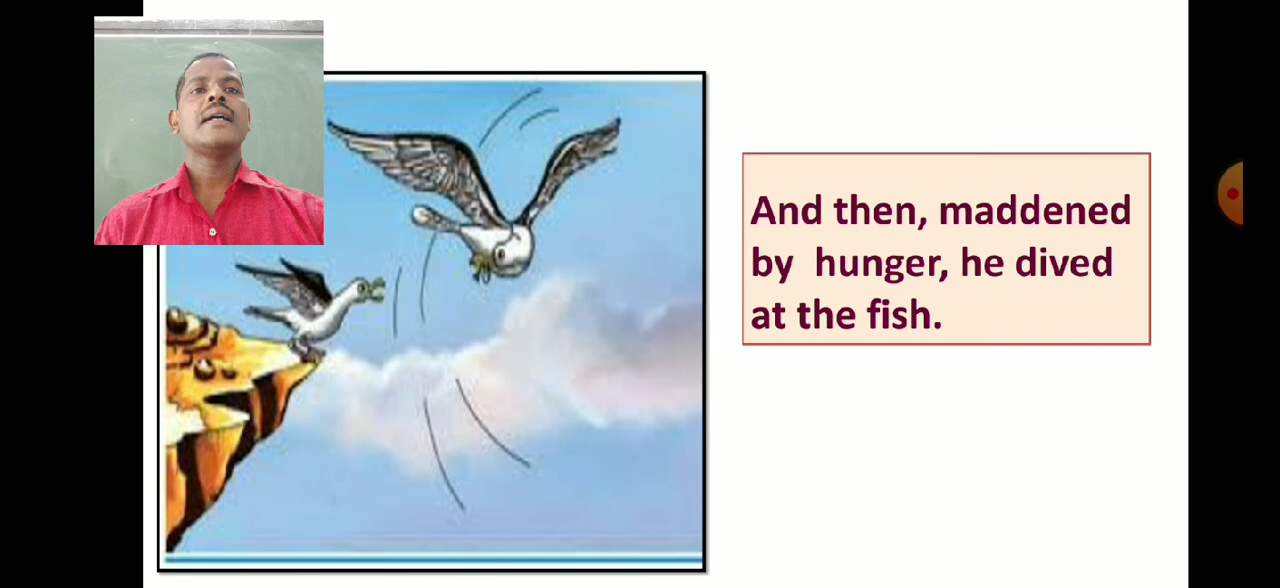 And then, maddened
by hunger, he dived
at the fish.